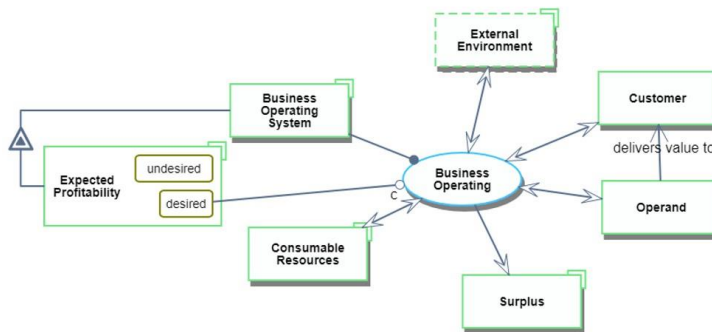 External
Environment
Business
Operating
System
Customer
undesired
delivers value to
Expected
Profitability
Business
Operating
desired
C
Operand
Consumable
Resources
Surplus